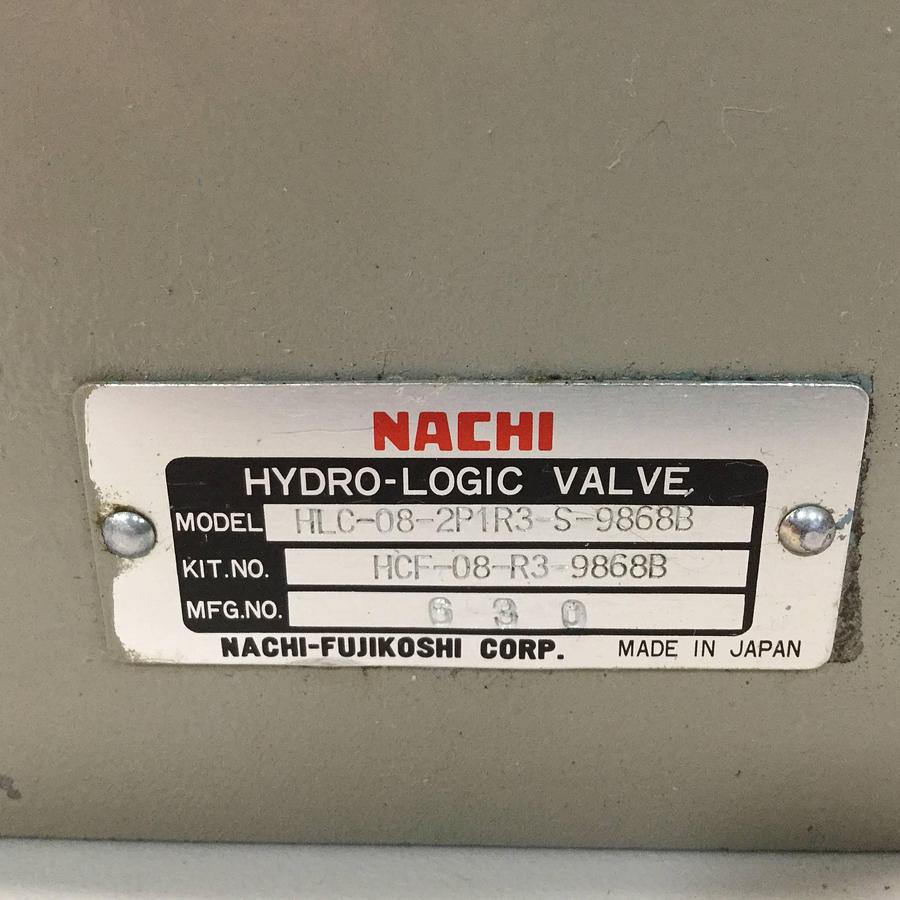 NACHI
HYDRO-LOGIC VALVE
MODEL HLC-08-2P1R3-S-9868B
KIT.NO. HCF-08-R3-9868B
MFG.NO. 6 3 0
NACHI-FUJIKOSHI CORP. MADE IN JAPAN